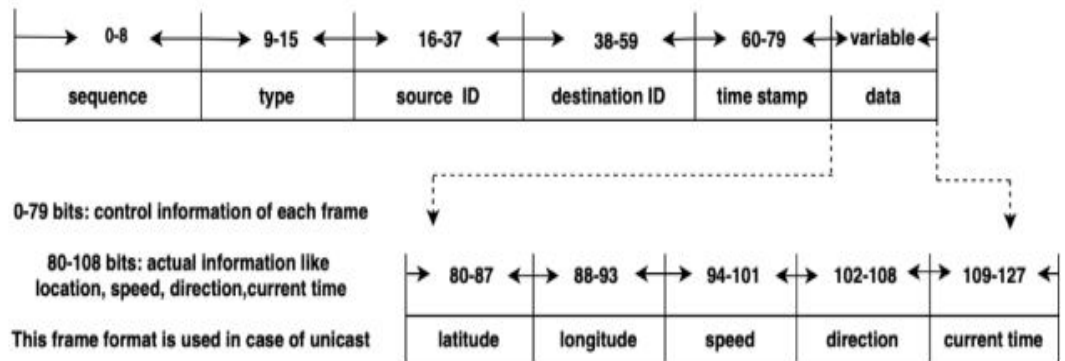 0-8 9-15 16-37 38-59 60-79 variable
sequence type source ID destination ID time stamp data
0-79 bits: control information of each frame
80-108 bits: actual information like
location, speed, direction,current time
This frame format is used in case of unicast
80-87 88-93 94-101 102-108 109-127
latitude longitude speed direction current time